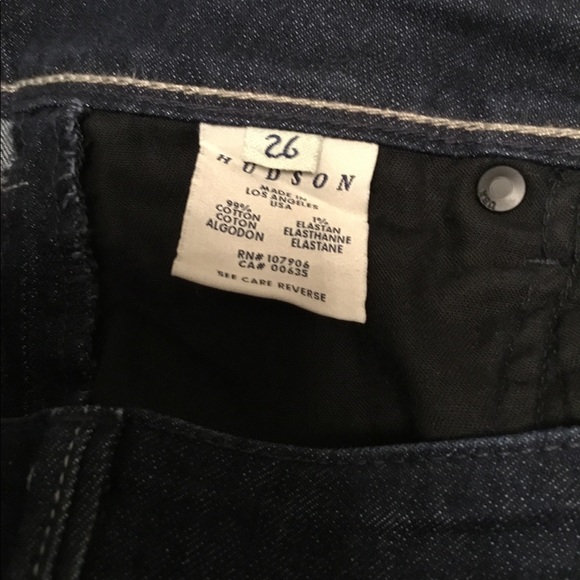 26
HUDSON
MADE IN
LOS ANGELES
USA
99%
COTTON
COTON
ALGODON
1%
ELASTAN
ELASTHANNE
ELASTANE
RN# 107906
CA# 00635
SEE CARE REVERSE